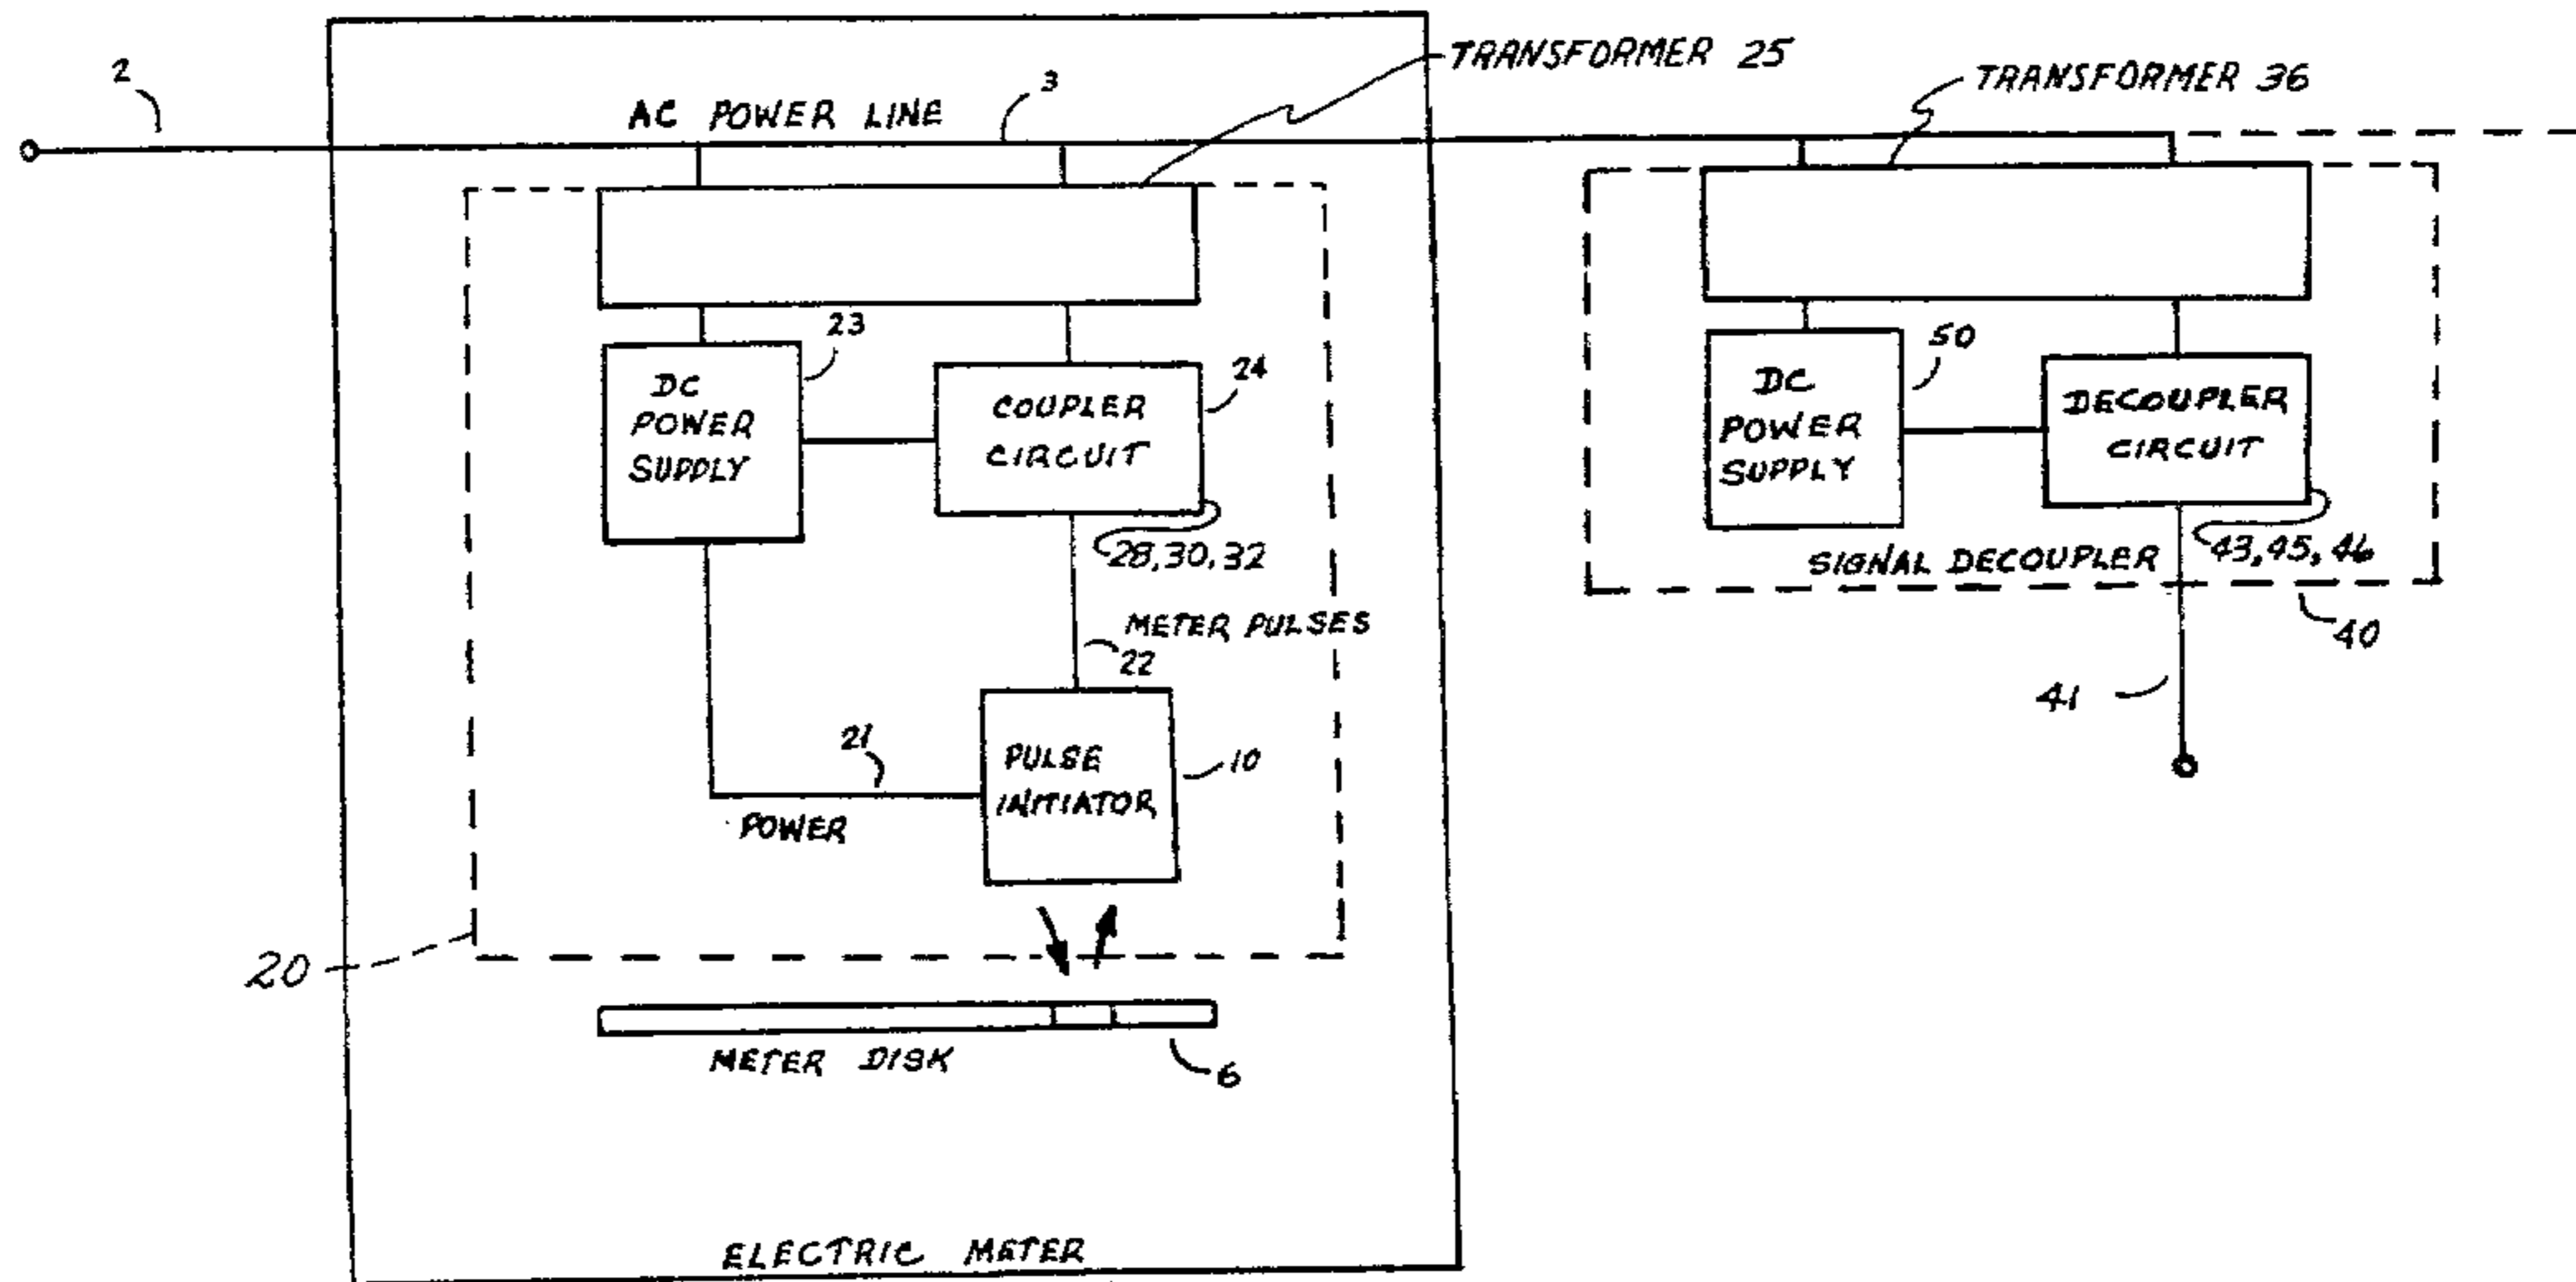 TRANSFORMER 25
TRANSFORMER 36
2
AC POWER LINE
3
23
DC
POWER
SUPPLY
COUPLER
CIRCUIT
24
28,30,32
50
DC
POWER
SUPPLY
DECOUPLER
CIRCUIT
43,45,46
SIGNAL DECOUPLER
40
METER PULSES
22
41
21
POWER
PULSE
INITIATOR
10
20
METER DISK
6
ELECTRIC METER